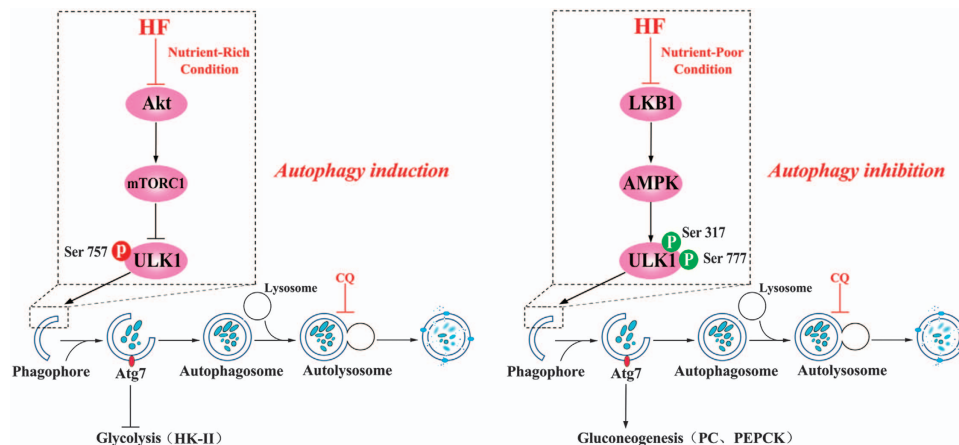 HF
Nutrient-Rich
Condition
Akt
mTORC1
Autophagy induction
Ser 757
P
ULK1
Lysosome
CQ
Phagophore
Atg7
Autophagosome
Autolysosome
Glycolysis（HK-II）
HF
Nutrient-Poor
Condition
LKB1
AMPK
Autophagy inhibition
P
Ser 317
ULK1
P
Ser 777
Lysosome
CQ
Phagophore
Atg7
Autophagosome
Autolysosome
Gluconeogenesis（PC、PEPCK）